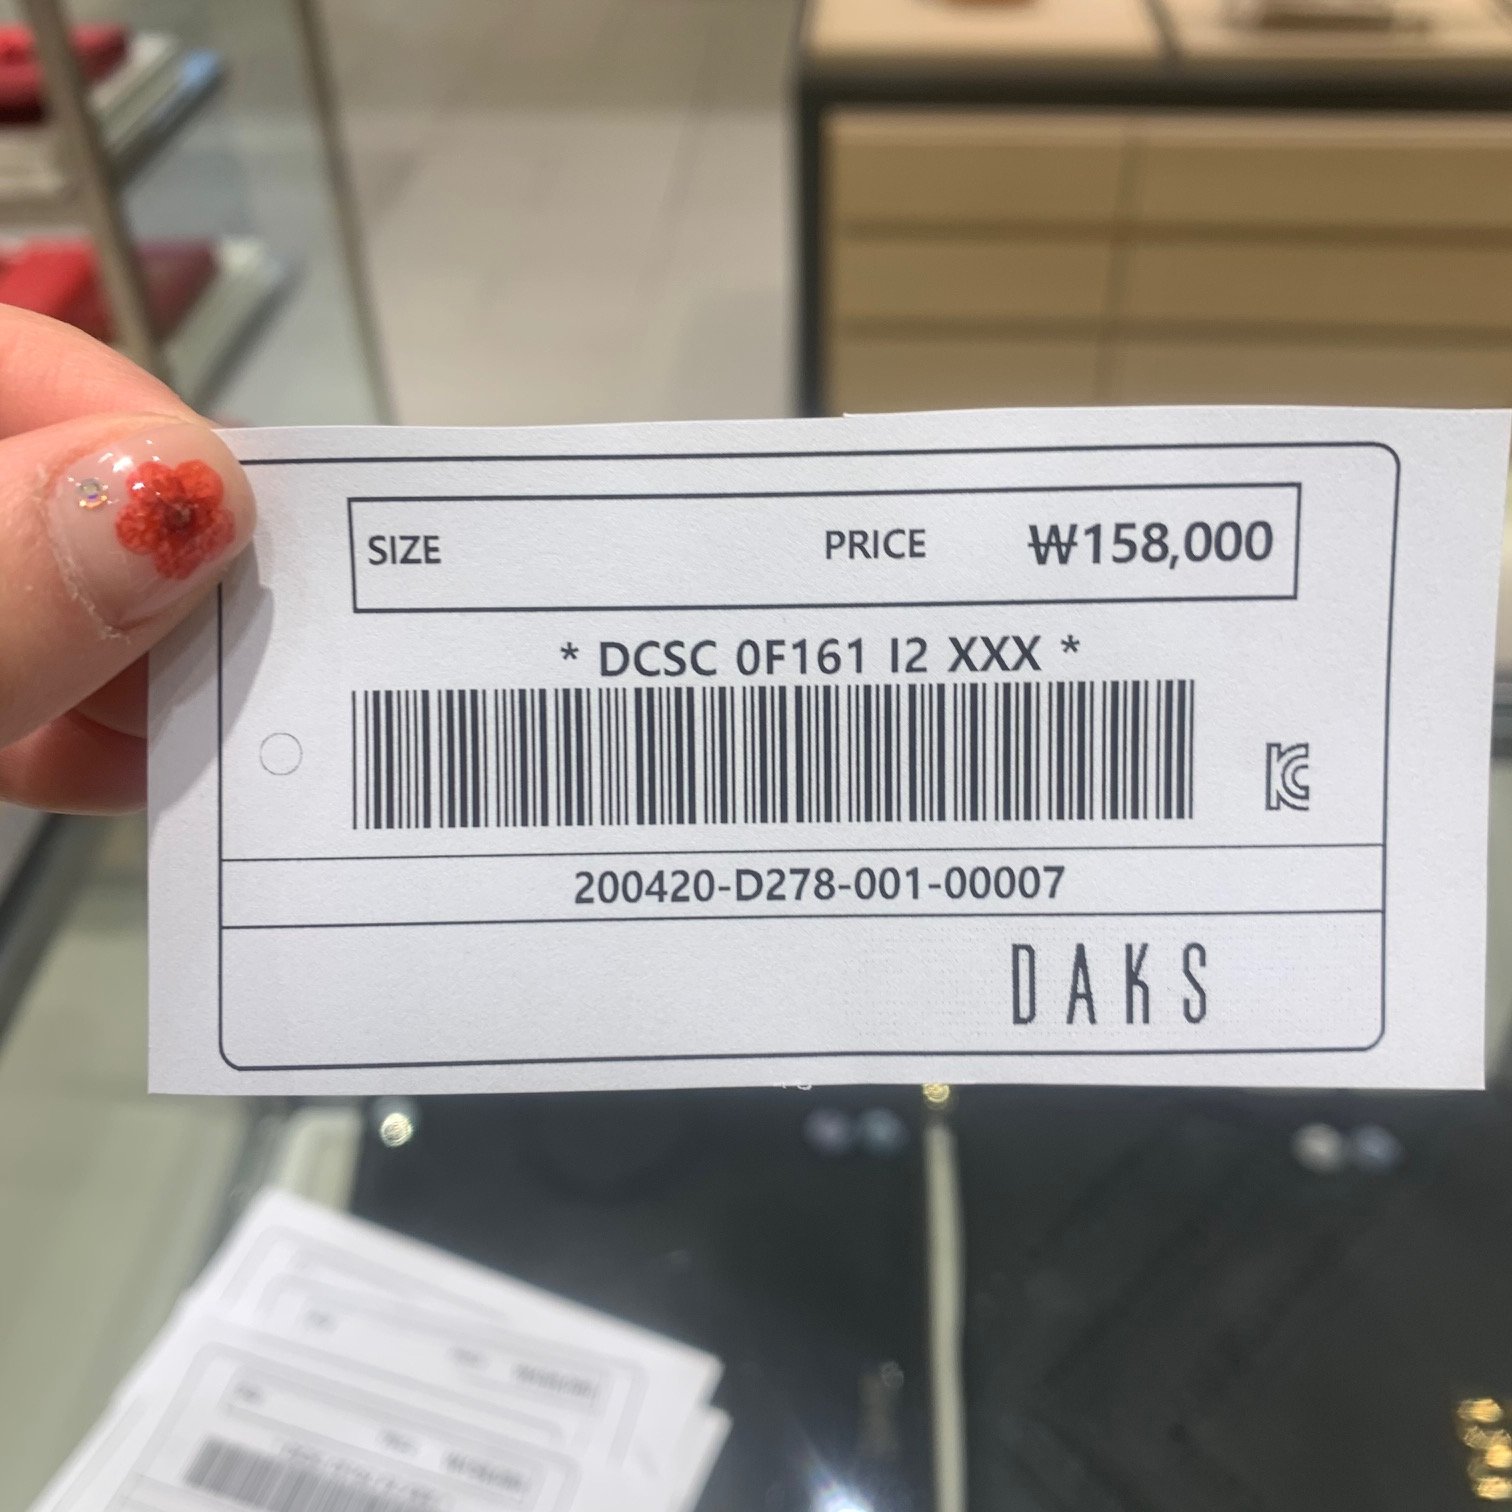 SIZE PRICE ₩158,000
* DCSC 0F161 I2 XXX *
200420-D278-001-00007
DAKS